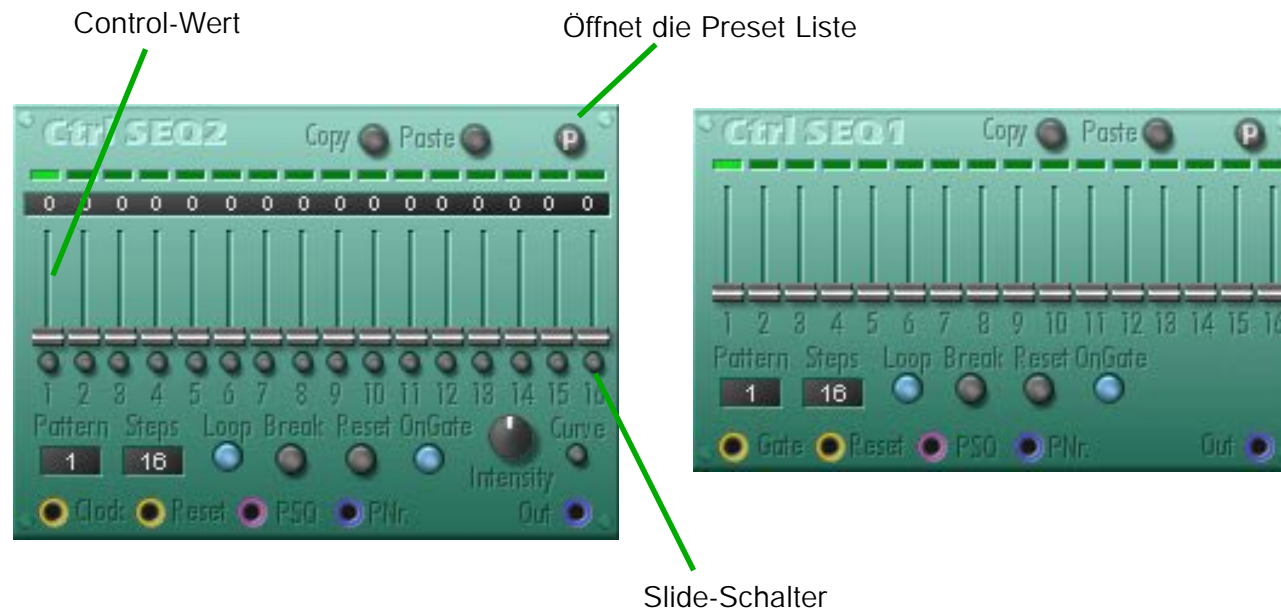 Control-Wert
Öffnet die Preset Liste
Ctrl SEQ2 Copy Paste P
0 0 0 0 0 0 0 0 0 0 0 0 0 0 0 0
1 2 3 4 5 6 7 8 9 10 11 12 13 14 15 16
Pattern Steps Loop Break Reset OnGate Curve
1 16
Intensity
Clock Reset PSQ PNr. Out
Ctrl SEQ1 Copy Paste P
1 2 3 4 5 6 7 8 9 10 11 12 13 14 15 16
Pattern Steps Loop Break Reset OnGate
1 16
Gate Reset PSQ PNr. Out
Slide-Schalter